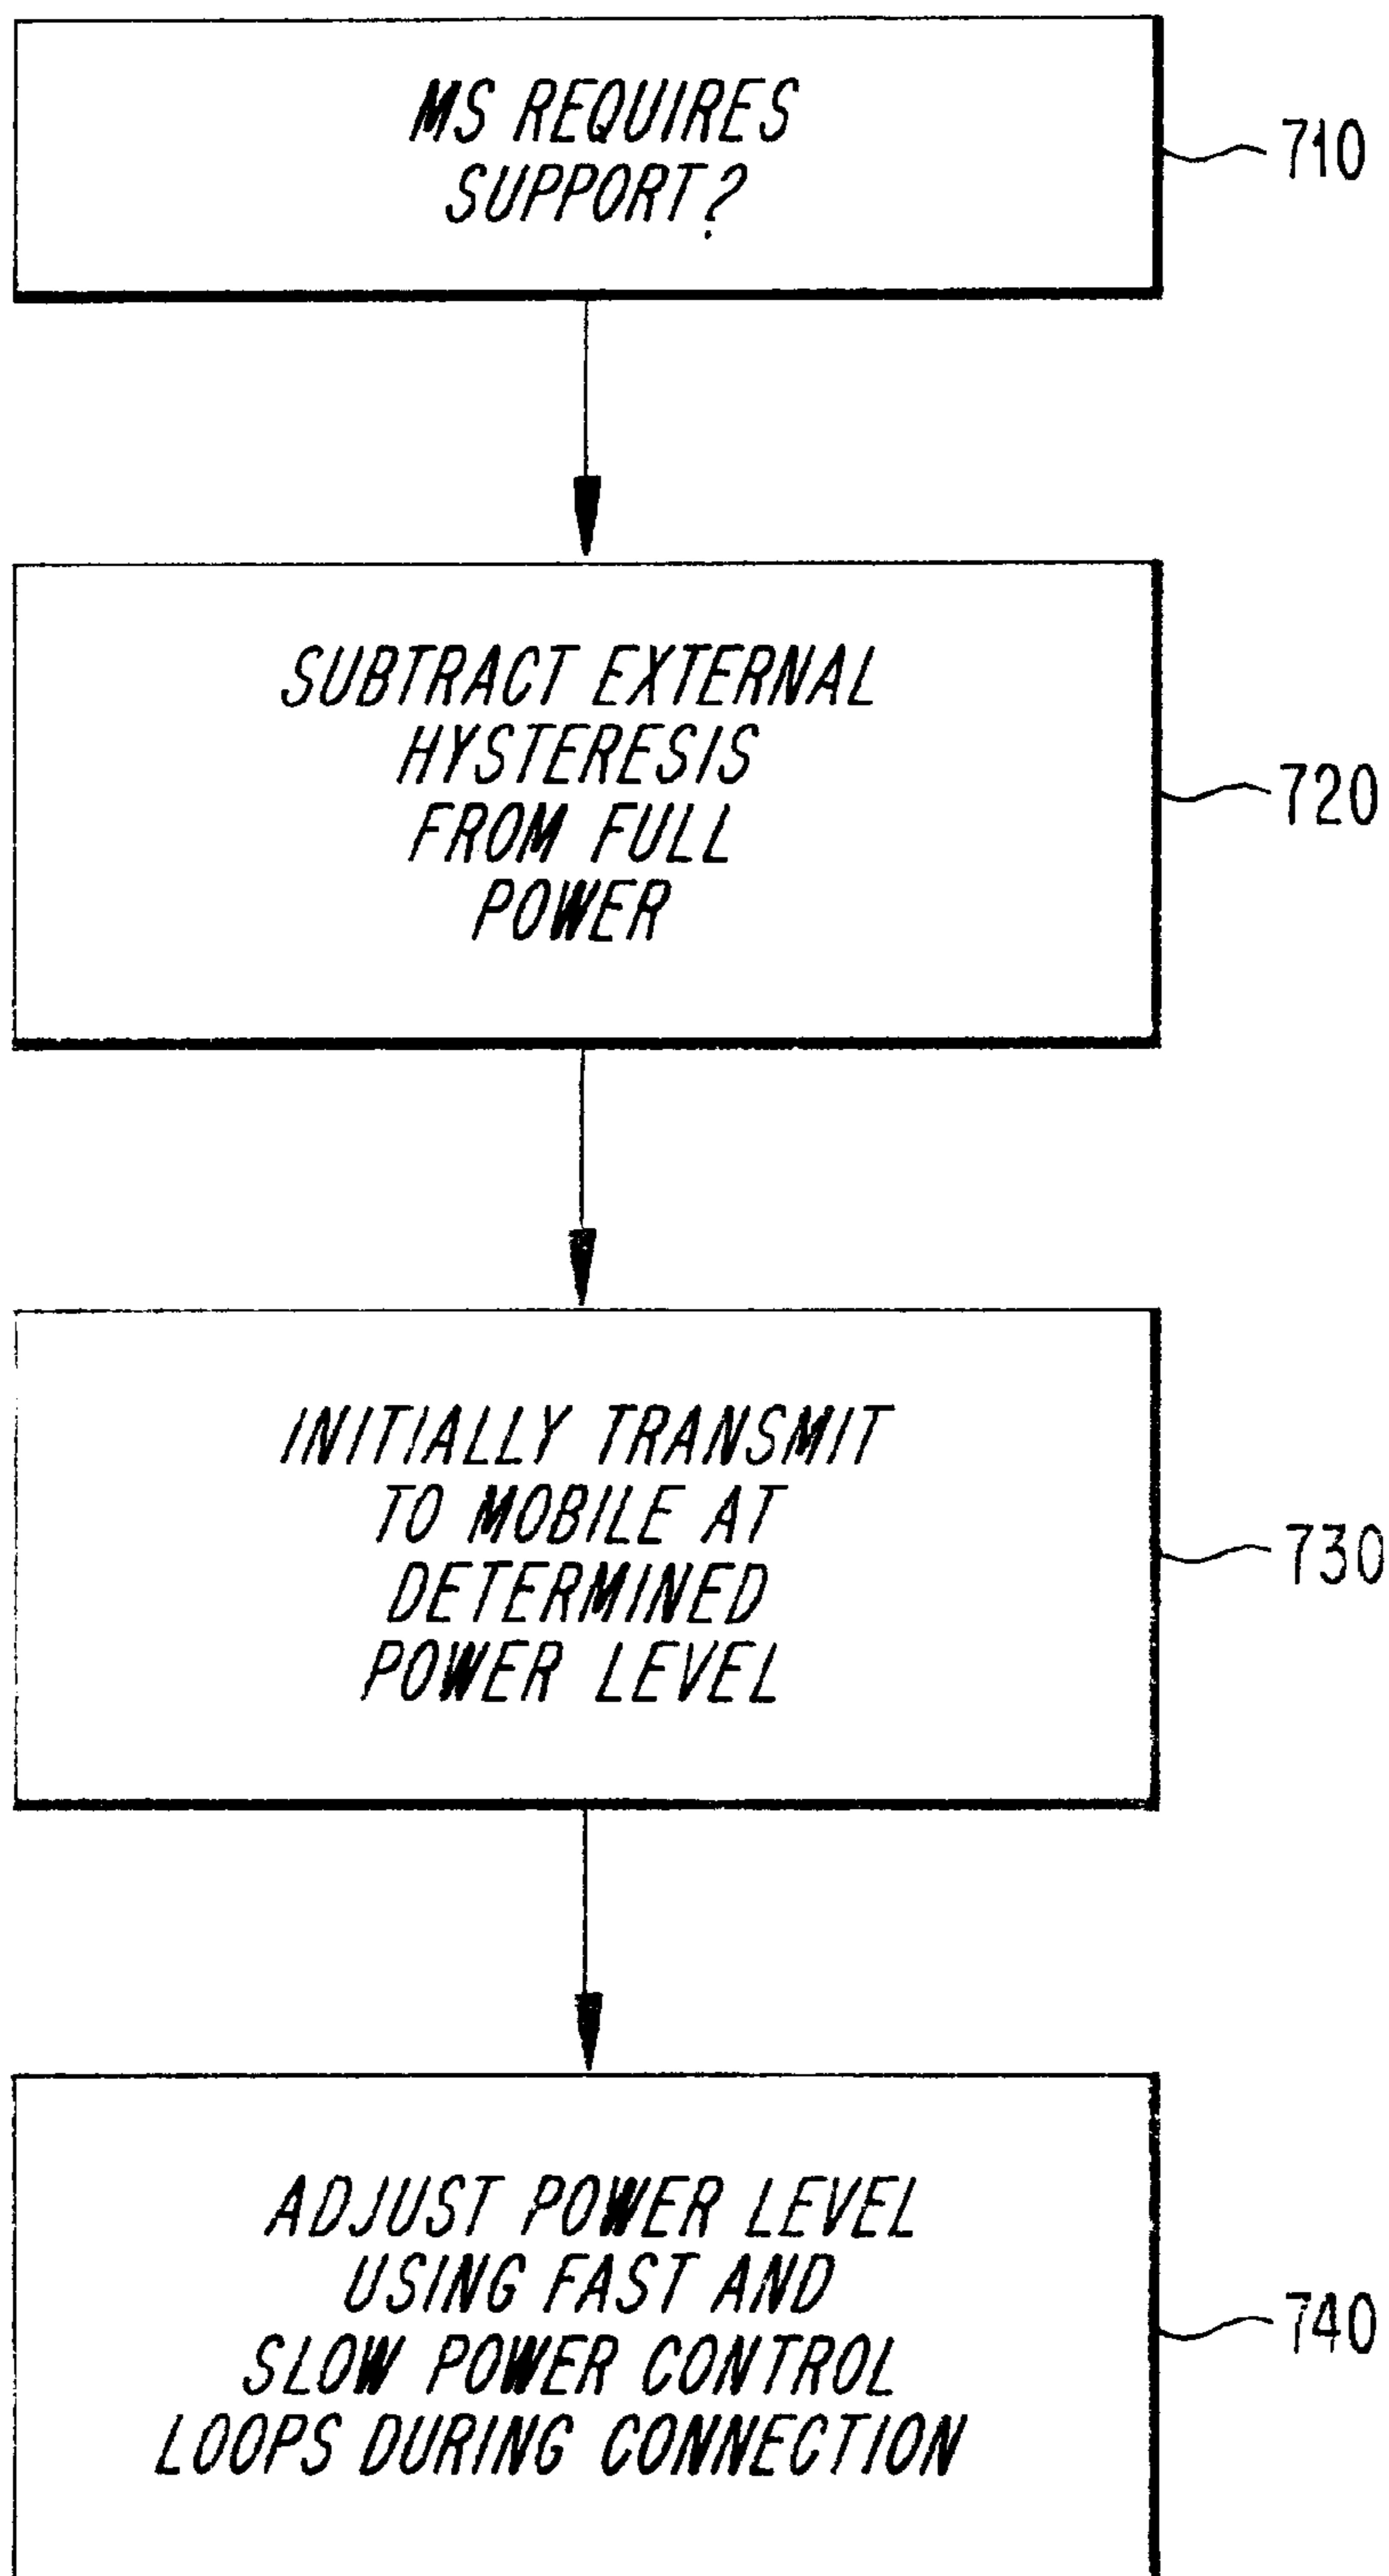 MS REQUIRES
SUPPORT?
710
SUBTRACT EXTERNAL
HYSTERESIS
FROM FULL
POWER
720
INITIALLY TRANSMIT
TO MOBILE AT
DETERMINED
POWER LEVEL
730
ADJUST POWER LEVEL
USING FAST AND
SLOW POWER CONTROL
LOOPS DURING CONNECTION
740